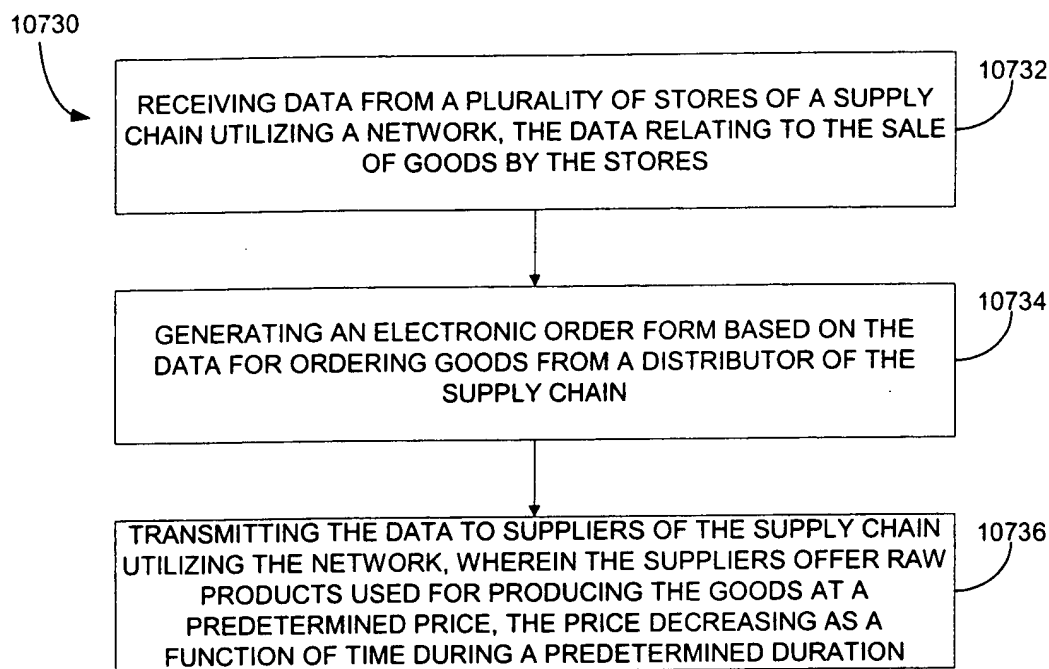 10730
10732
RECEIVING DATA FROM A PLURALITY OF STORES OF A SUPPLY
CHAIN UTILIZING A NETWORK, THE DATA RELATING TO THE SALE
OF GOODS BY THE STORES
10734
GENERATING AN ELECTRONIC ORDER FORM BASED ON THE
DATA FOR ORDERING GOODS FROM A DISTRIBUTOR OF THE
SUPPLY CHAIN
10736
TRANSMITTING THE DATA TO SUPPLIERS OF THE SUPPLY CHAIN
UTILIZING THE NETWORK, WHEREIN THE SUPPLIERS OFFER RAW
PRODUCTS USED FOR PRODUCING THE GOODS AT A
PREDETERMINED PRICE, THE PRICE DECREASING AS A
FUNCTION OF TIME DURING A PREDETERMINED DURATION